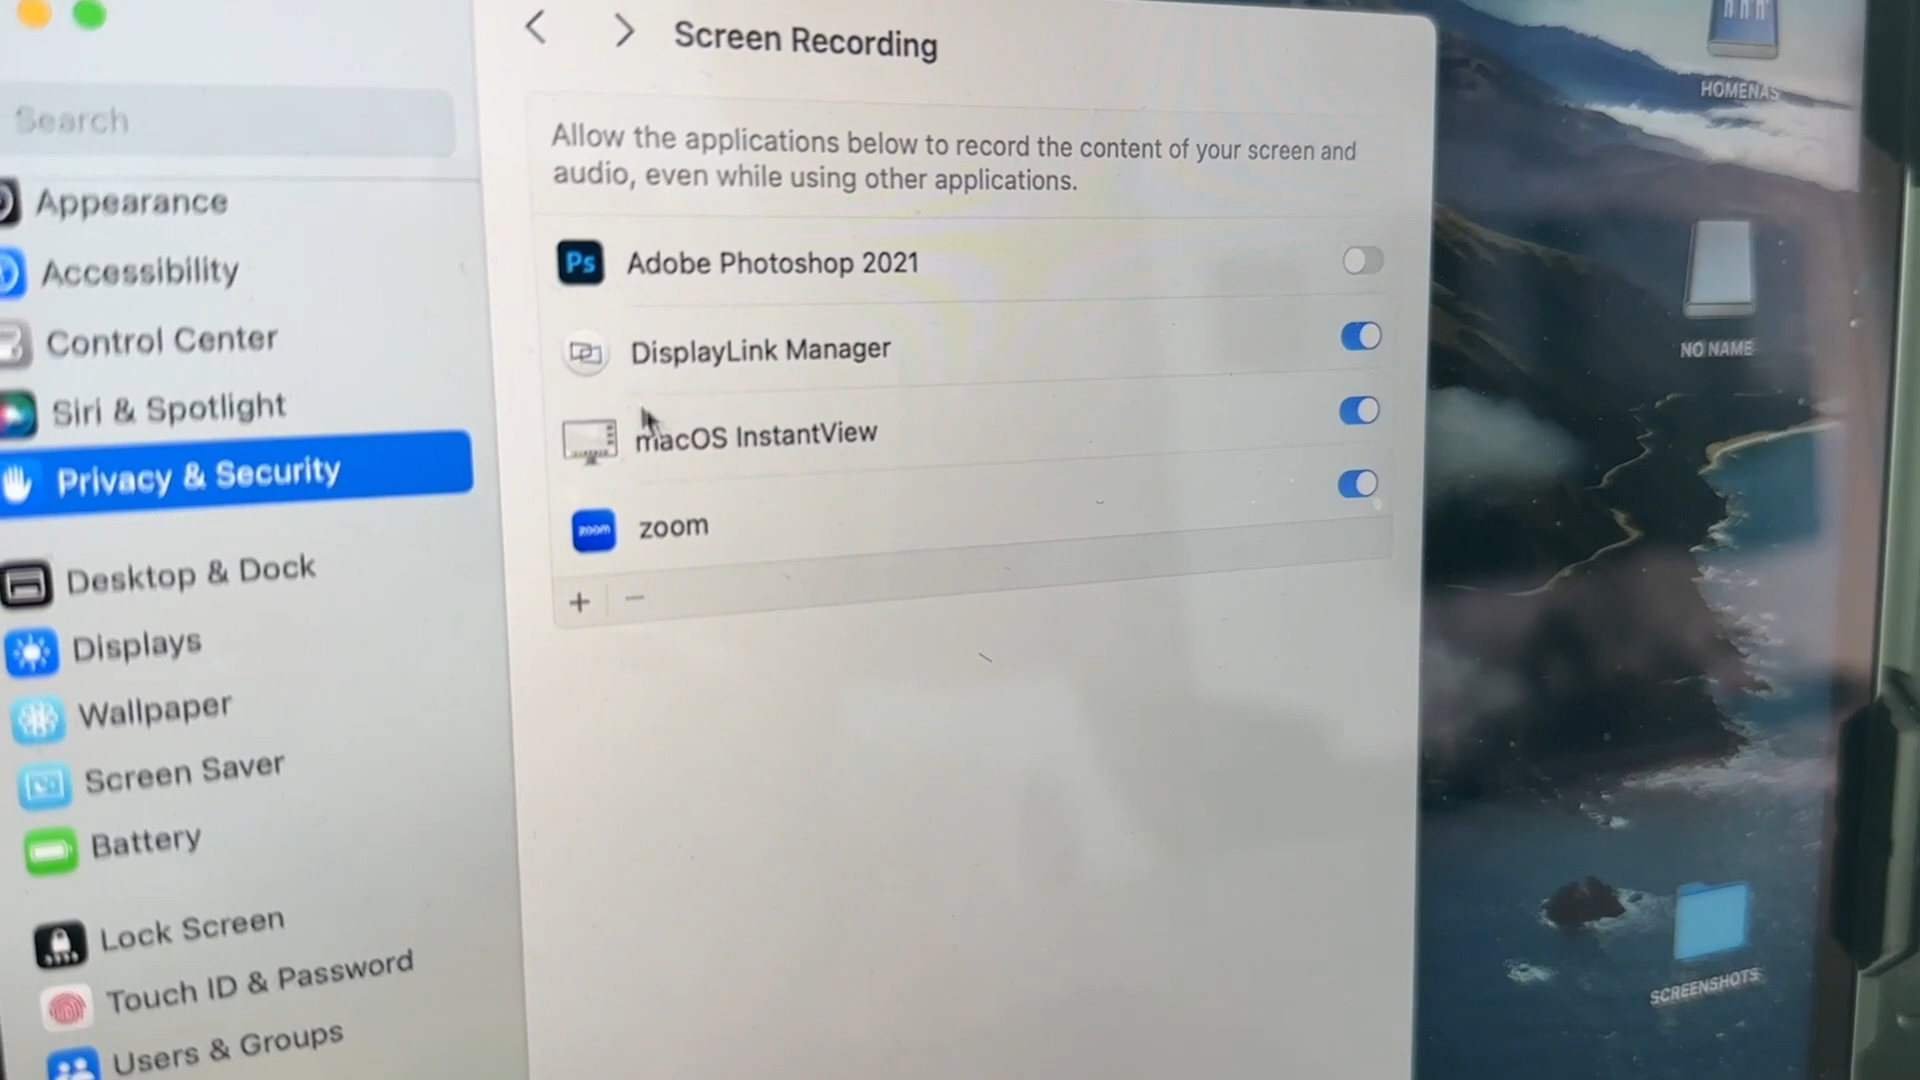 Screen Recording
Search
Allow the applications below to record the content of your screen and
audio, even while using other applications.
Appearance
Accessibility
Control Center
Siri & Spotlight
Privacy & Security
Desktop & Dock
Displays
Wallpaper
Screen Saver
Battery
Lock Screen
Touch ID & Password
Users & Groups
Ps
Adobe Photoshop 2021
DisplayLink Manager
macOS InstantView
zoom
zoom
HOMENAS
NO NAME
SCREENSHOTS